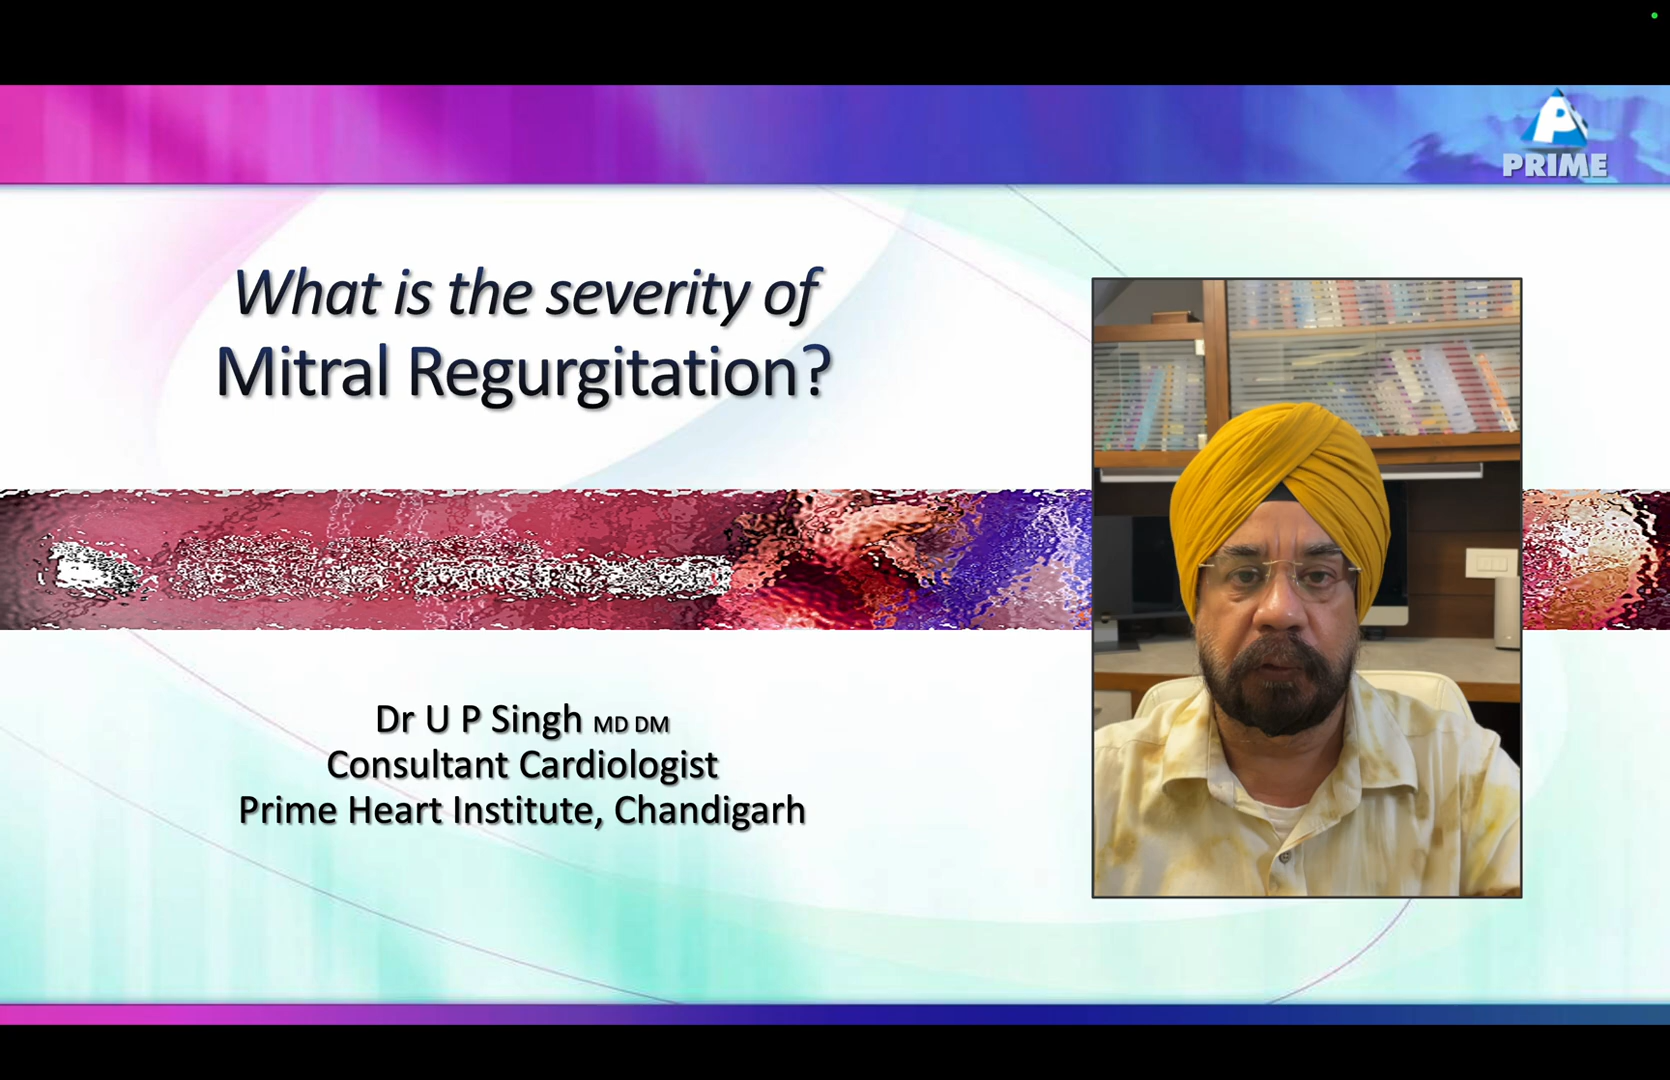 PRIME
What is the severity of
Mitral Regurgitation?
Dr U P Singh MD DM
Consultant Cardiologist
Prime Heart Institute, Chandigarh